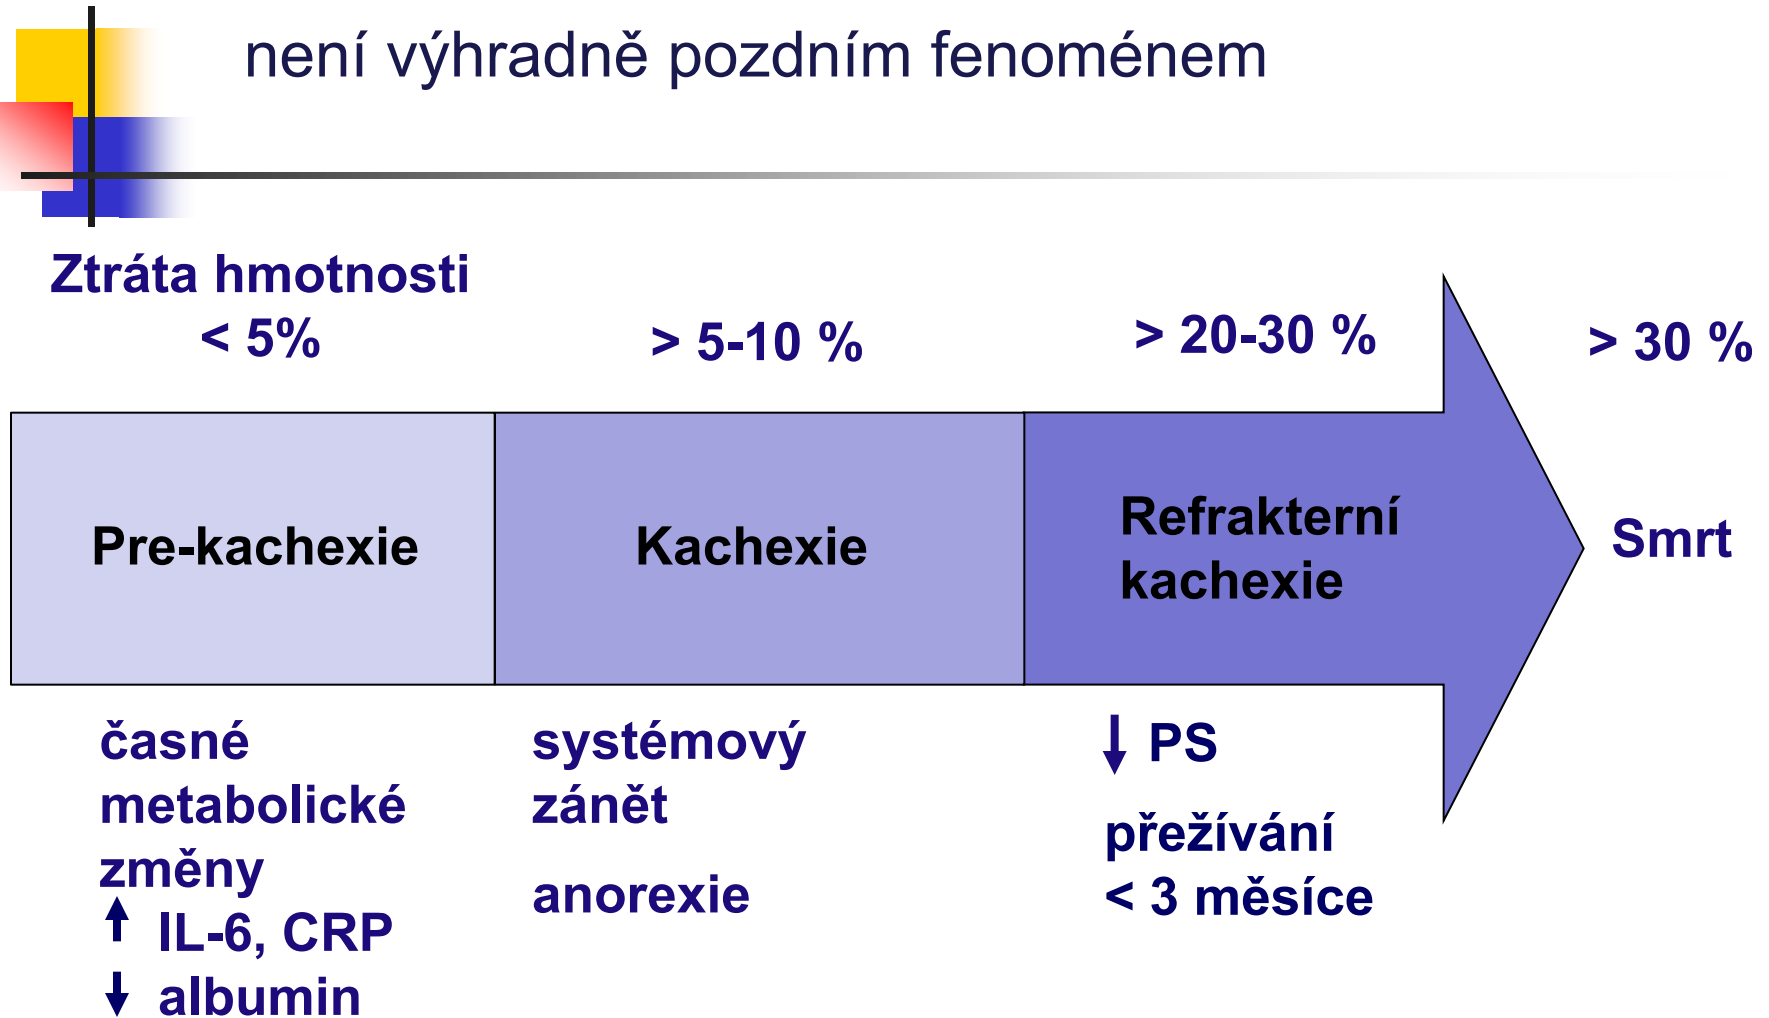 není výhradně pozdním fenoménem
Ztráta hmotnosti
< 5%
> 5-10 %
> 20-30 %
> 30 %
Pre-kachexie
Kachexie
Refrakterní
kachexie
Smrt
časné
metabolické
změny
↑ IL-6, CRP
↓ albumin
systémový
zánět
anorexie
↓ PS
přežívání
< 3 měsíce